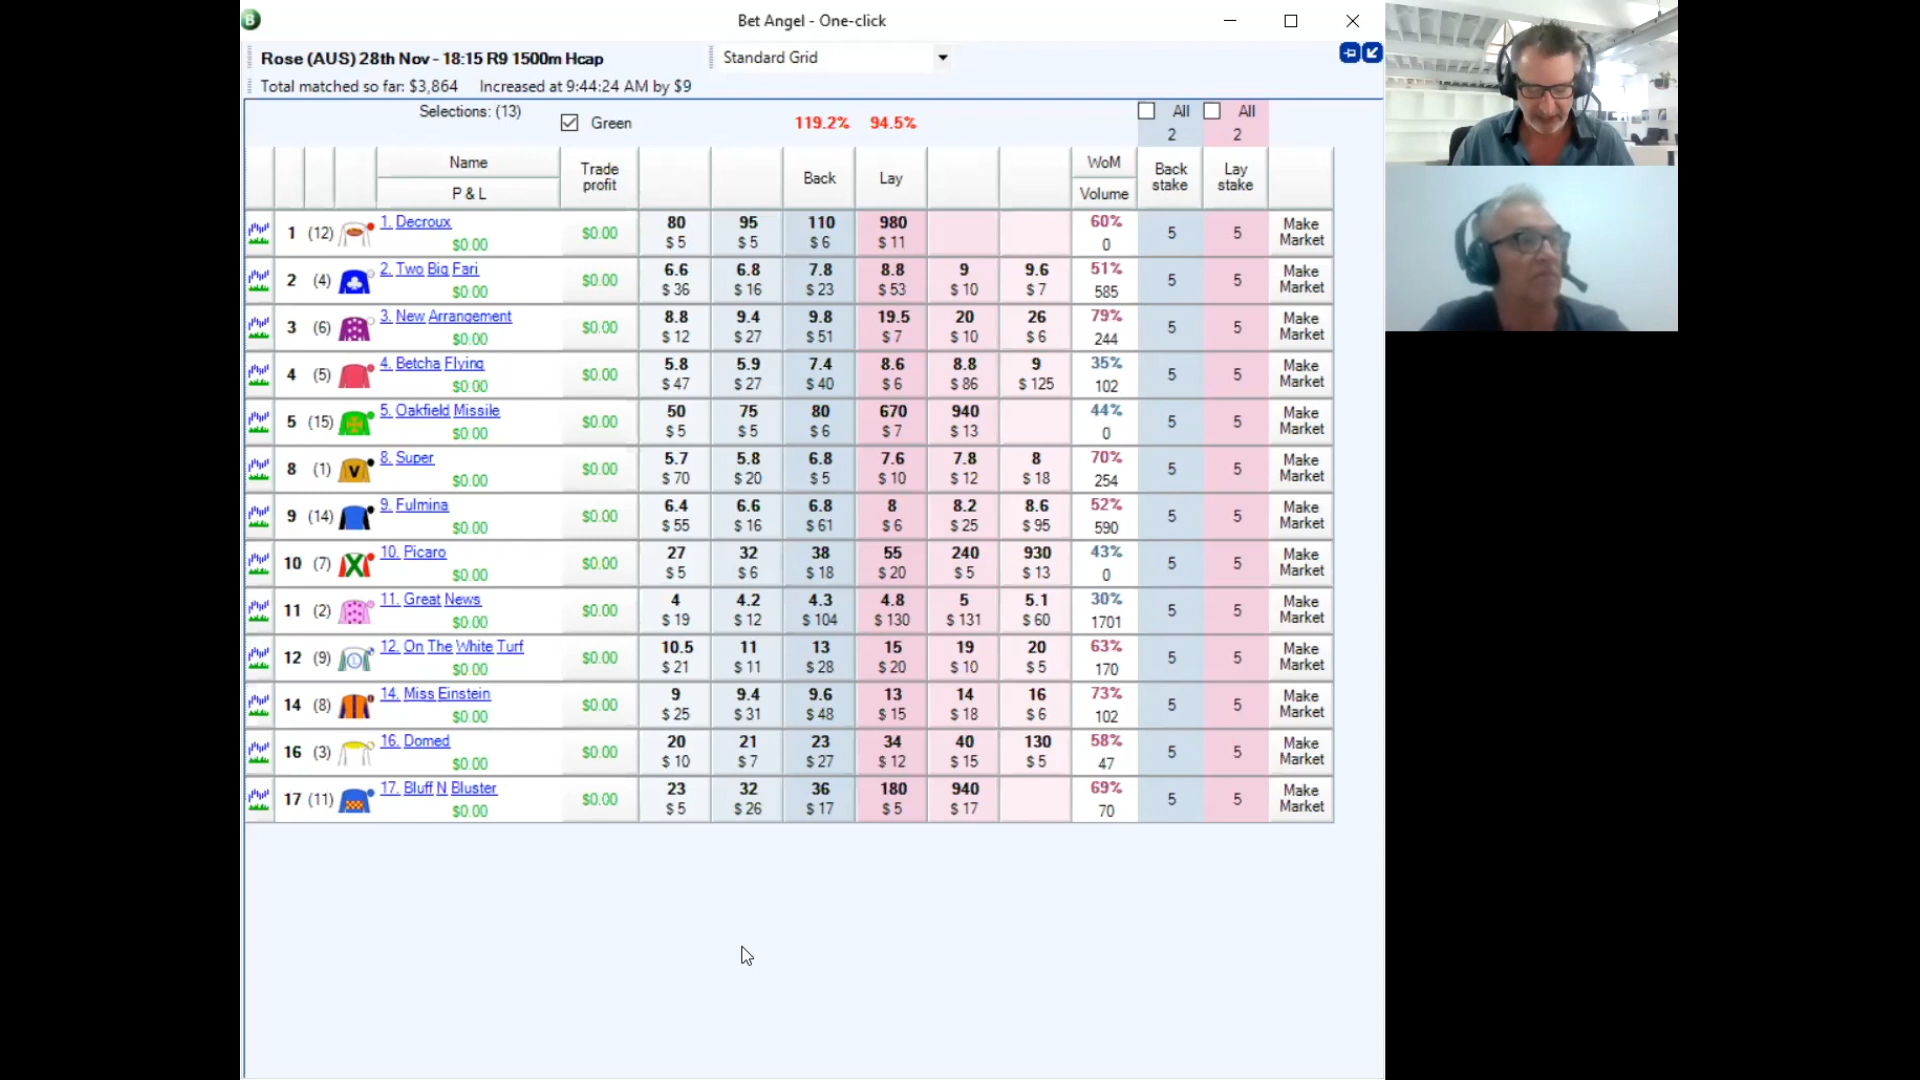 Bet Angel - One-click
Rose (AUS) 28th Nov - 18:15 R9 1500m Hcap
Standard Grid
Total matched so far: $3,864 Increased at 9:44:24 AM by $9
Selections: (13)
Green
119.2% 94.5%
All All
2 2
Name
P & L
Trade profit
Back Lay
WoM
Volume
Back stake
Lay stake
1 (12) 1. Decroux $0.00 $0.00 80 95 110 980 60% 5 5 Make Market
$ 5 $ 5 $ 6 $ 11 0
2 (4) 2. Two Big Fari $0.00 $0.00 6.6 6.8 7.8 8.8 9 9.6 51% 5 5 Make Market
$ 36 $ 16 $ 23 $ 53 $ 10 $ 7 585
3 (6) 3. New Arrangement $0.00 $0.00 8.8 9.4 9.8 19.5 20 26 79% 5 5 Make Market
$ 12 $ 27 $ 51 $ 7 $ 10 $ 6 244
4 (5) 4. Betcha Flying $0.00 $0.00 5.8 5.9 7.4 8.6 8.8 9 35% 5 5 Make Market
$ 47 $ 27 $ 40 $ 6 $ 86 $ 125 102
5 (15) 5. Oakfield Missile $0.00 $0.00 50 75 80 670 940 44% 5 5 Make Market
$ 5 $ 5 $ 6 $ 7 $ 13 0
8 (1) V 8. Super $0.00 $0.00 5.7 5.8 6.8 7.6 7.8 8 70% 5 5 Make Market
$ 70 $ 20 $ 5 $ 10 $ 12 $ 18 254
9 (14) 9. Fulmina $0.00 $0.00 6.4 6.6 6.8 8 8.2 8.6 52% 5 5 Make Market
$ 55 $ 16 $ 61 $ 6 $ 25 $ 95 590
10 (7) 10. Picaro $0.00 $0.00 27 32 38 55 240 930 43% 5 5 Make Market
$ 5 $ 6 $ 18 $ 20 $ 5 $ 13 0
11 (2) 11. Great News $0.00 $0.00 4 4.2 4.3 4.8 5 5.1 30% 5 5 Make Market
$ 19 $ 12 $ 104 $ 130 $ 131 $ 60 1701
12 (9) 12. On The White Turf $0.00 $0.00 10.5 11 13 15 19 20 63% 5 5 Make Market
$ 21 $ 11 $ 28 $ 20 $ 10 $ 5 170
14 (8) 14. Miss Einstein $0.00 $0.00 9 9.4 9.6 13 14 16 73% 5 5 Make Market
$ 25 $ 31 $ 48 $ 15 $ 18 $ 6 102
16 (3) 16. Domed $0.00 $0.00 20 21 23 34 40 130 58% 5 5 Make Market
$ 10 $ 7 $ 27 $ 12 $ 15 $ 5 47
17 (11) 17. Bluff N Bluster $0.00 $0.00 23 32 36 180 940 69% 5 5 Make Market
$ 5 $ 26 $ 17 $ 5 $ 17 70